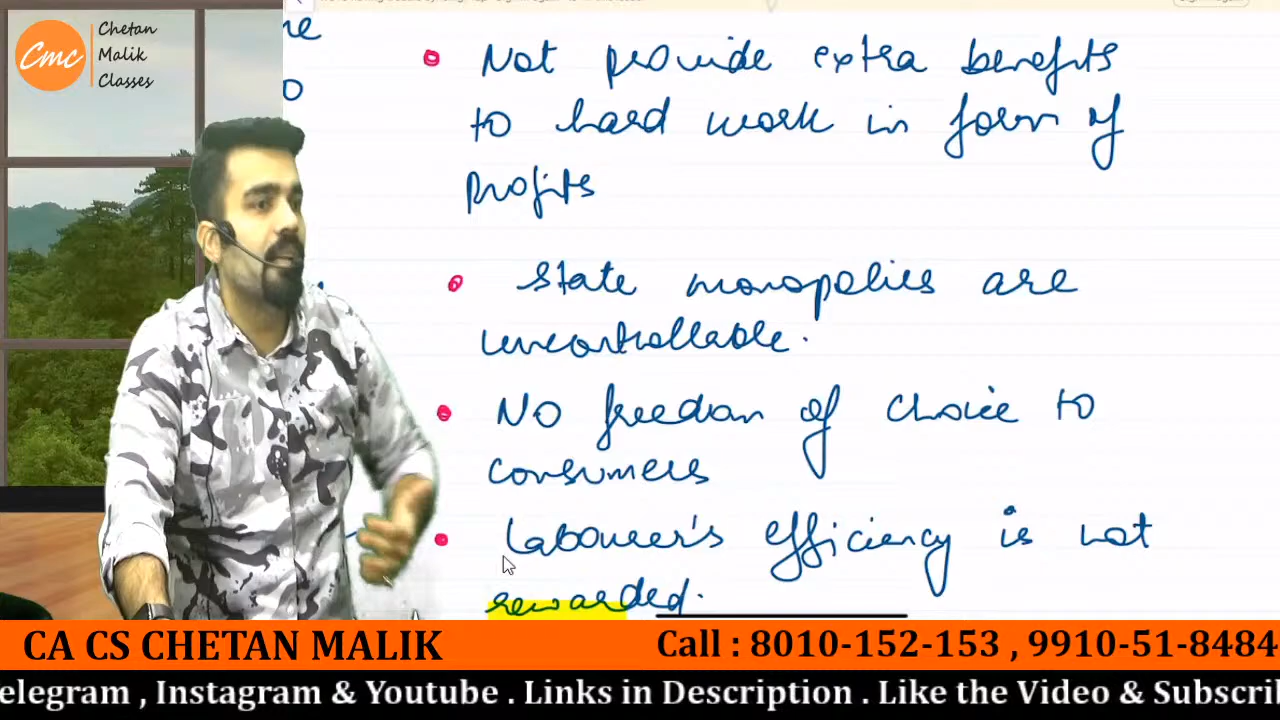 Chetan
Malik
Classes
CMC
Not provide extra benefits
to hard work in form of
profits
State monopolies are
uncontrollable.
No freedom of choice to
consumers
Labourer's efficiency is not
rewarded.
CA CS CHETAN MALIK
Call : 8010-152-153 , 9910-51-8484
elegram , Instagram & Youtube . Links in Description . Like the Video & Subscri